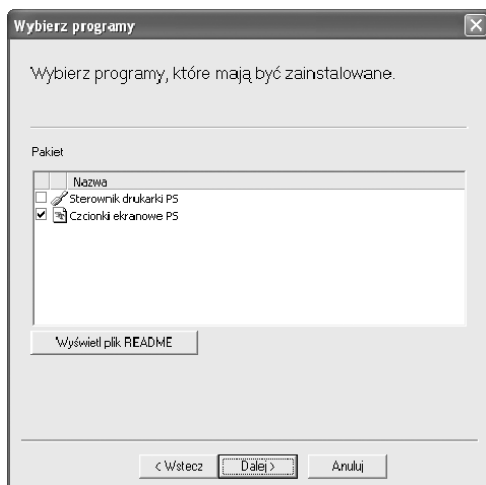 Wybierz programy
Wybierz programy, które mają być zainstalowane.
Pakiet
Nazwa
Sterownik drukarki PS
Czcionki ekranowe PS
Wyświetl plik README
< Wstecz
Dalej >
Anuluj